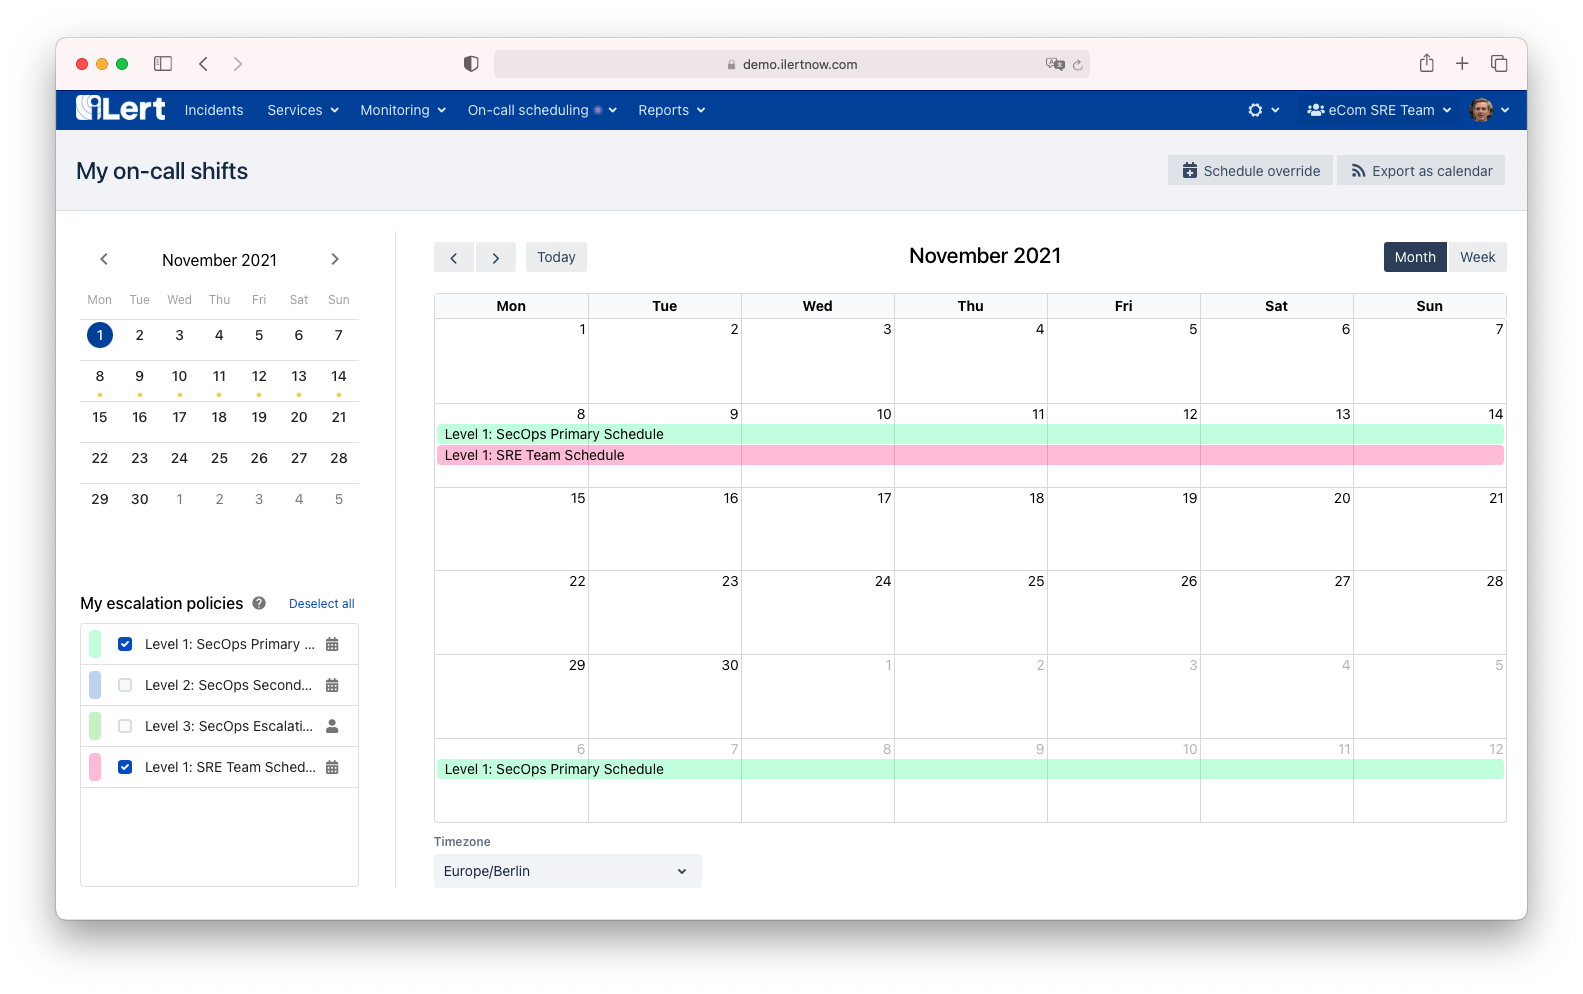 demo.ilertnow.com
iLert Incidents Services Monitoring On-call scheduling Reports eCom SRE Team
My on-call shifts
Schedule override Export as calendar
November 2021
Mon Tue Wed Thu Fri Sat Sun
1 2 3 4 5 6 7
8 9 10 11 12 13 14
15 16 17 18 19 20 21
22 23 24 25 26 27 28
29 30 1 2 3 4 5
My escalation policies ? Deselect all
Level 1: SecOps Primary ...
Level 2: SecOps Second...
Level 3: SecOps Escalati...
Level 1: SRE Team Sched...
Today November 2021 Month Week
Mon Tue Wed Thu Fri Sat Sun
1 2 3 4 5 6 7
8 9 10 11 12 13 14
Level 1: SecOps Primary Schedule
Level 1: SRE Team Schedule
15 16 17 18 19 20 21
22 23 24 25 26 27 28
29 30 1 2 3 4 5
6 7 8 9 10 11 12
Level 1: SecOps Primary Schedule
Timezone
Europe/Berlin